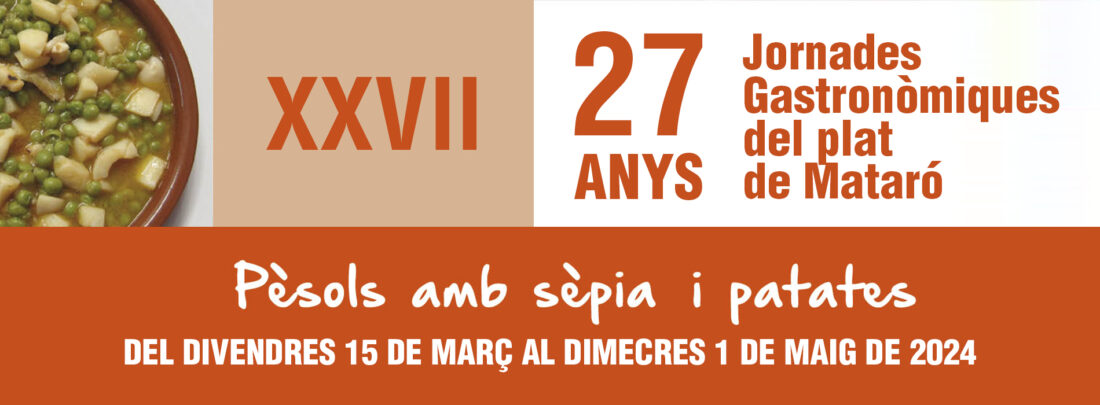 XXVII
27
ANYS
Jornades
Gastronòmiques
del plat
de Mataró
Pèsols amb sèpia i patates
DEL DIVENDRES 15 DE MARÇ AL DIMECRES 1 DE MAIG DE 2024